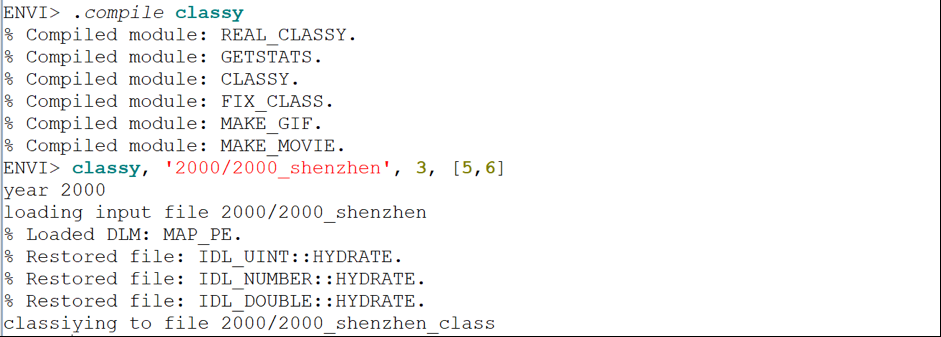 ENVI> .compile classy
% Compiled module: REAL_CLASSY.
% Compiled module: GETSTATS.
% Compiled module: CLASSY.
% Compiled module: FIX_CLASS.
% Compiled module: MAKE_GIF.
% Compiled module: MAKE_MOVIE.
ENVI> classy, '2000/2000_shenzhen', 3, [5,6]
year 2000
loading input file 2000/2000_shenzhen
% Loaded DLM: MAP_PE.
% Restored file: IDL_UINT::HYDRATE.
% Restored file: IDL_NUMBER::HYDRATE.
% Restored file: IDL_DOUBLE::HYDRATE.
classiying to file 2000/2000_shenzhen_class